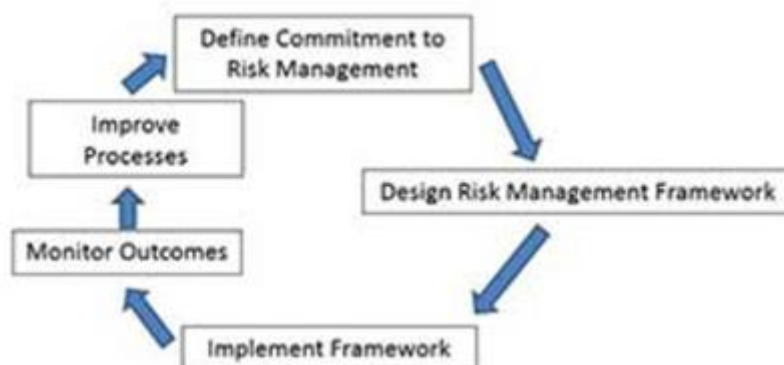 Define Commitment to
Risk Management
Improve
Processes
Design Risk Management Framework
Monitor Outcomes
Implement Framework